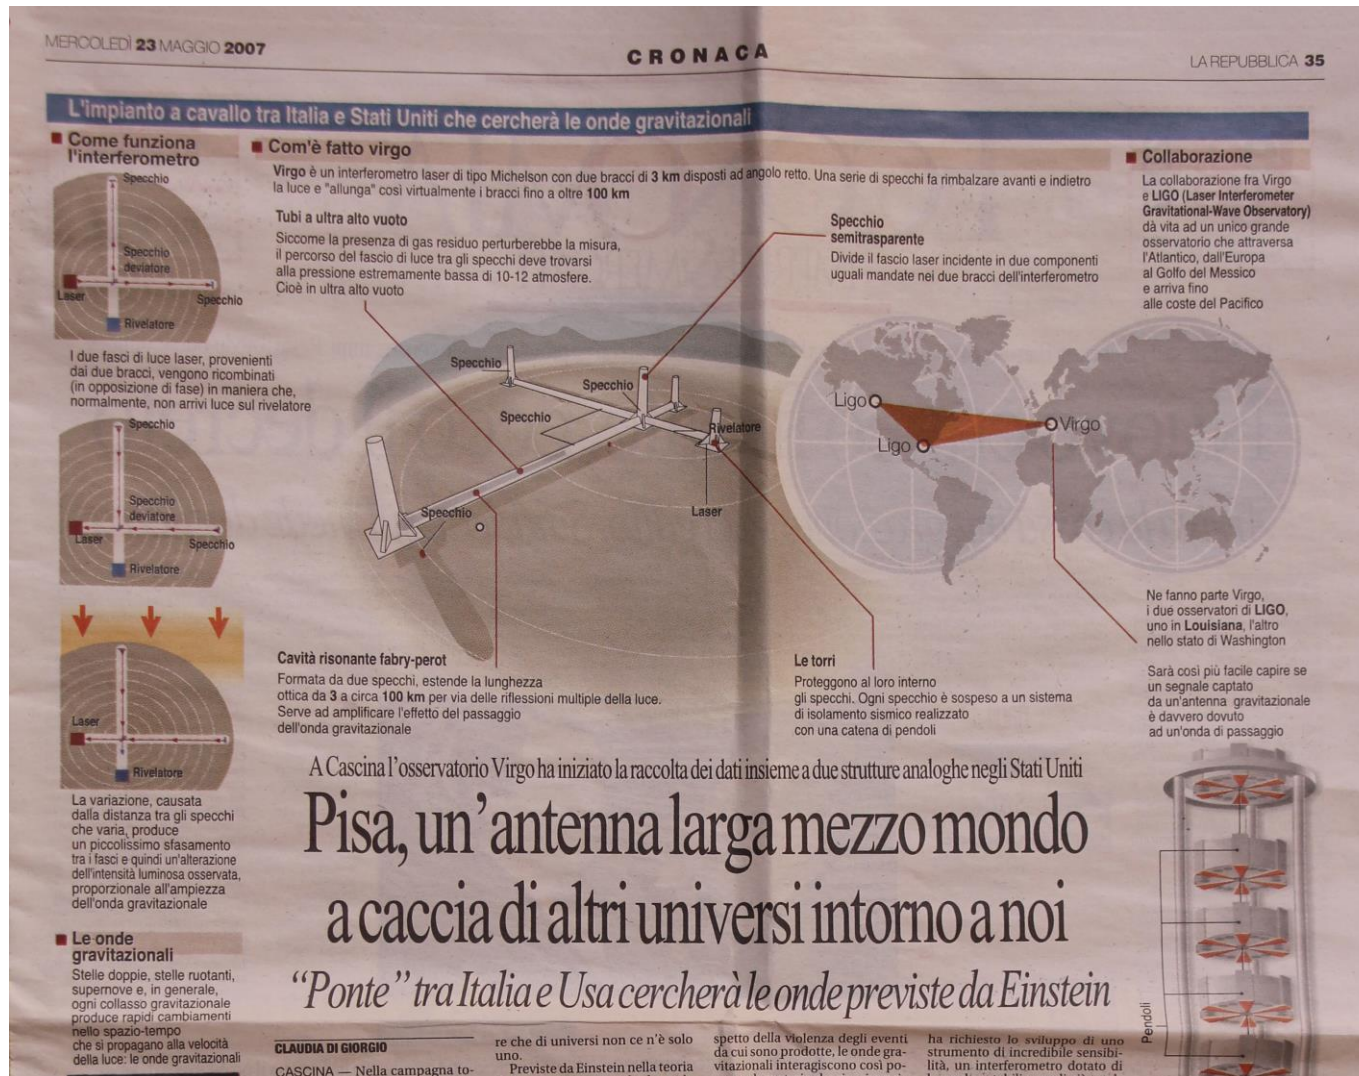 MERCOLEDÌ 23 MAGGIO 2007
CRONACA
LA REPUBBLICA 35
L'impianto a cavallo tra Italia e Stati Uniti che cercherà le onde gravitazionali
Come funziona
l'interferometro
Specchio
Specchio
deviatore
Laser
Specchio
Rivelatore
I due fasci di luce laser, provenienti
dai due bracci, vengono ricombinati
(in opposizione di fase) in maniera che,
normalmente, non arrivi luce sul rivelatore
Specchio
Specchio
deviatore
Laser
Specchio
Rivelatore
Laser
Rivelatore
La variazione, causata
dalla distanza tra gli specchi
che varia, produce
un piccolissimo sfasamento
tra i fasci e quindi un'alterazione
dell'intensità luminosa osservata,
proporzionale all'ampiezza
dell'onda gravitazionale
Le onde
gravitazionali
Stelle doppie, stelle ruotanti,
supernove e, in generale,
ogni collasso gravitazionale
produce rapidi cambiamenti
nello spazio-tempo
che si propagano alla velocità
della luce: le onde gravitazionali
Com'è fatto virgo
Virgo è un interferometro laser di tipo Michelson con due bracci di 3 km disposti ad angolo retto. Una serie di specchi fa rimbalzare avanti e indietro
la luce e "allunga" così virtualmente i bracci fino a oltre 100 km
Tubi a ultra alto vuoto
Siccome la presenza di gas residuo perturberebbe la misura,
il percorso del fascio di luce tra gli specchi deve trovarsi
alla pressione estremamente bassa di 10-12 atmosfere.
Cioè in ultra alto vuoto
Specchio
semitrasparente
Divide il fascio laser incidente in due componenti
uguali mandate nei due bracci dell'interferometro
Specchio
Specchio
Specchio
Rivelatore
Specchio
Laser
Cavità risonante fabry-perot
Formata da due specchi, estende la lunghezza
ottica da 3 a circa 100 km per via delle riflessioni multiple della luce.
Serve ad amplificare l'effetto del passaggio
dell'onda gravitazionale
Le torri
Proteggono al loro interno
gli specchi. Ogni specchio è sospeso a un sistema
di isolamento sismico realizzato
con una catena di pendoli
Collaborazione
La collaborazione fra Virgo
e LIGO (Laser Interferometer
Gravitational-Wave Observatory)
dà vita ad un unico grande
osservatorio che attraversa
l'Atlantico, dall'Europa
al Golfo del Messico
e arriva fino
alle coste del Pacifico
Ligo
Ligo
Virgo
Ne fanno parte Virgo,
i due osservatori di LIGO,
uno in Louisiana, l'altro
nello stato di Washington
Sarà così più facile capire se
un segnale captato
da un'antenna gravitazionale
è davvero dovuto
ad un'onda di passaggio
Pendoli
A Cascina l'osservatorio Virgo ha iniziato la raccolta dei dati insieme a due strutture analoghe negli Stati Uniti
Pisa, un'antenna larga mezzo mondo
a caccia di altri universi intorno a noi
"Ponte" tra Italia e Usa cercherà le onde previste da Einstein
CLAUDIA DI GIORGIO
CASCINA — Nella campagna to-
re che di universi non ce n'è solo
uno.
Previste da Einstein nella teoria
spetto della violenza degli eventi
da cui sono prodotte, le onde gra-
vitazionali interagiscono così po-
ha richiesto lo sviluppo di uno
strumento di incredibile sensibi-
lità, un interferometro dotato di